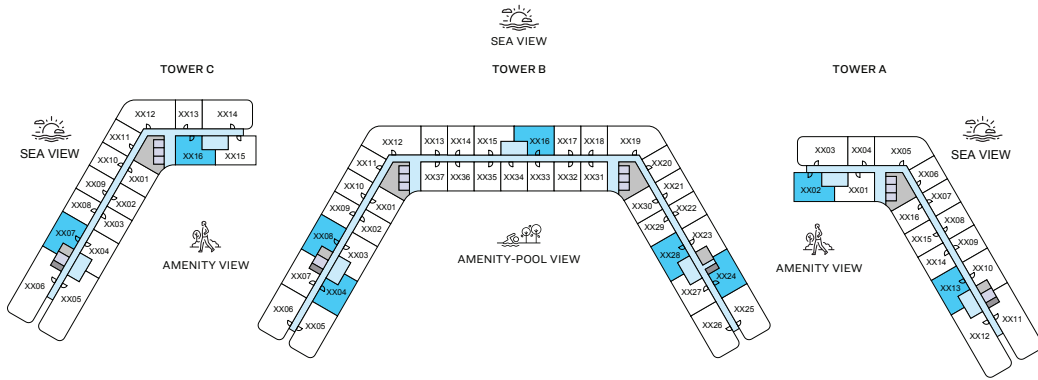 SEA VIEW
TOWER C
TOWER B
TOWER A
SEA VIEW
XX12
XX13
XX14
XX11
XX10
XX09
XX08
XX07
XX06
XX05
XX04
XX03
XX02
XX01
XX16
XX15
AMENITY VIEW
XX12
XX13
XX14
XX15
XX16
XX17
XX18
XX19
XX11
XX10
XX09
XX08
XX07
XX06
XX05
XX04
XX03
XX02
XX01
XX37
XX36
XX35
XX34
XX33
XX32
XX31
XX20
XX21
XX22
XX23
XX24
XX25
XX26
XX27
XX28
XX29
XX30
AMENITY-POOL VIEW
XX03
XX04
XX05
XX02
XX01
XX06
XX07
XX08
XX09
XX10
XX11
XX12
XX13
XX14
XX15
XX16
SEA VIEW
AMENITY VIEW